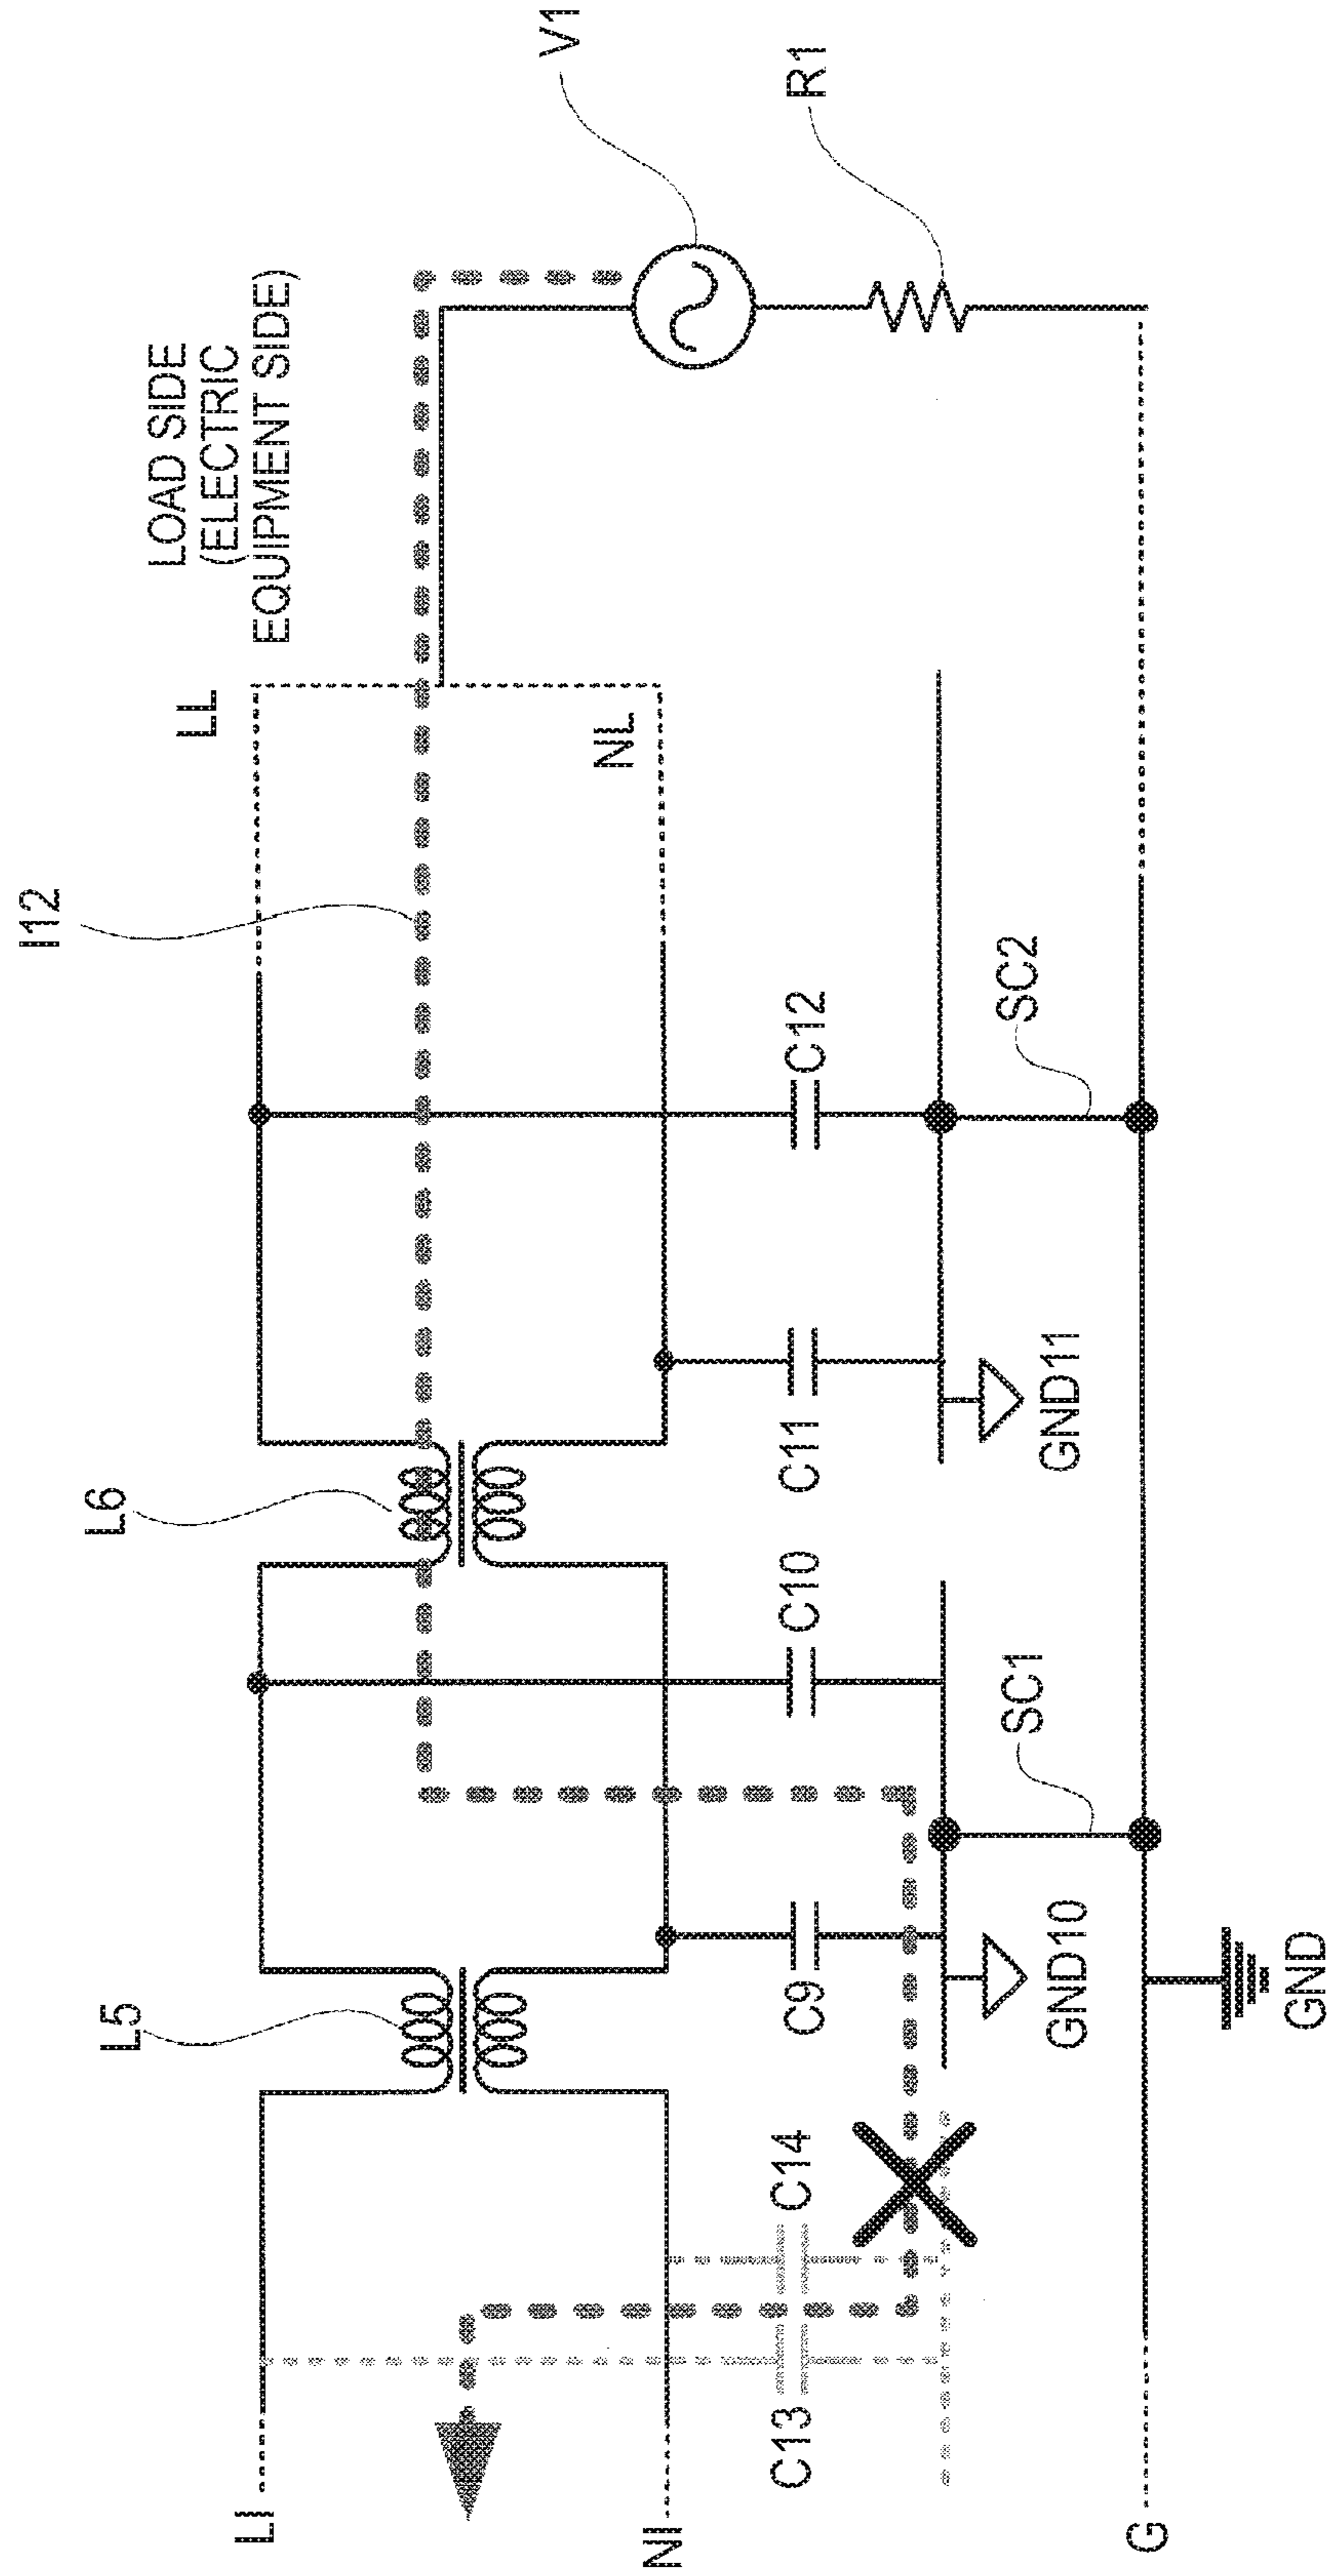 I12
LL
LOAD SIDE
(ELECTRIC
EQUIPMENT SIDE)
V1
R1
NL
L6
L5
C12
SC2
C11
GND11
C10
SC1
C9
GND10
C14
C13
GND
LI
NI
G